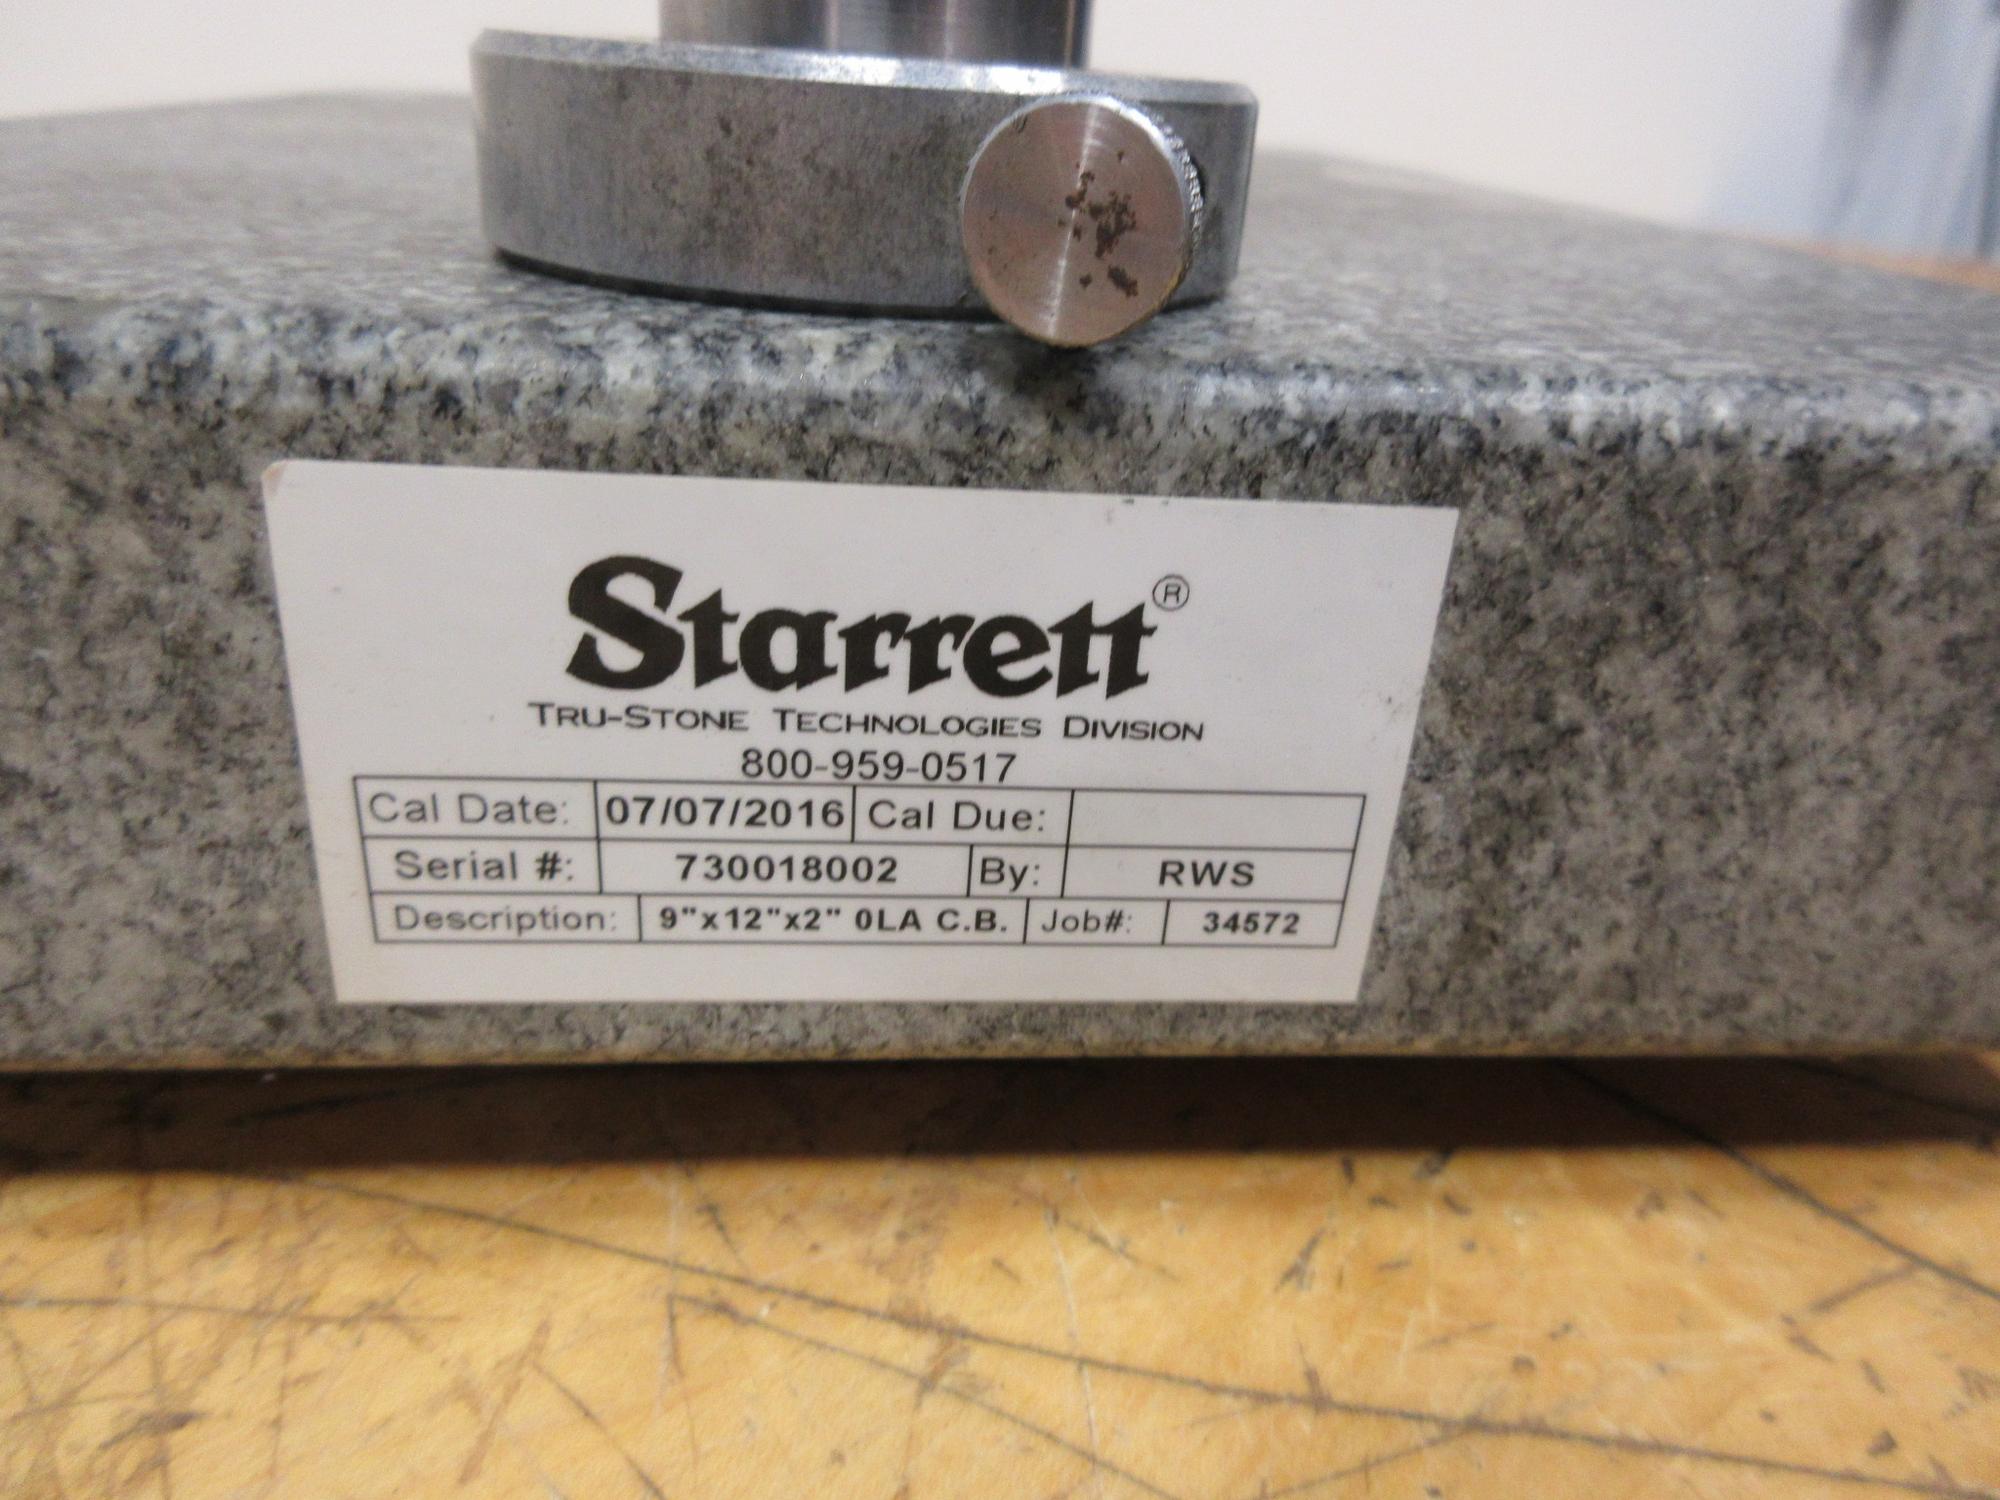 Starrett®
TRU-STONE TECHNOLOGIES DIVISION
800-959-0517
Cal Date: 07/07/2016 Cal Due:
Serial #: 730018002 By: RWS
Description: 9"x12"x2" 0LA C.B. Job#: 34572